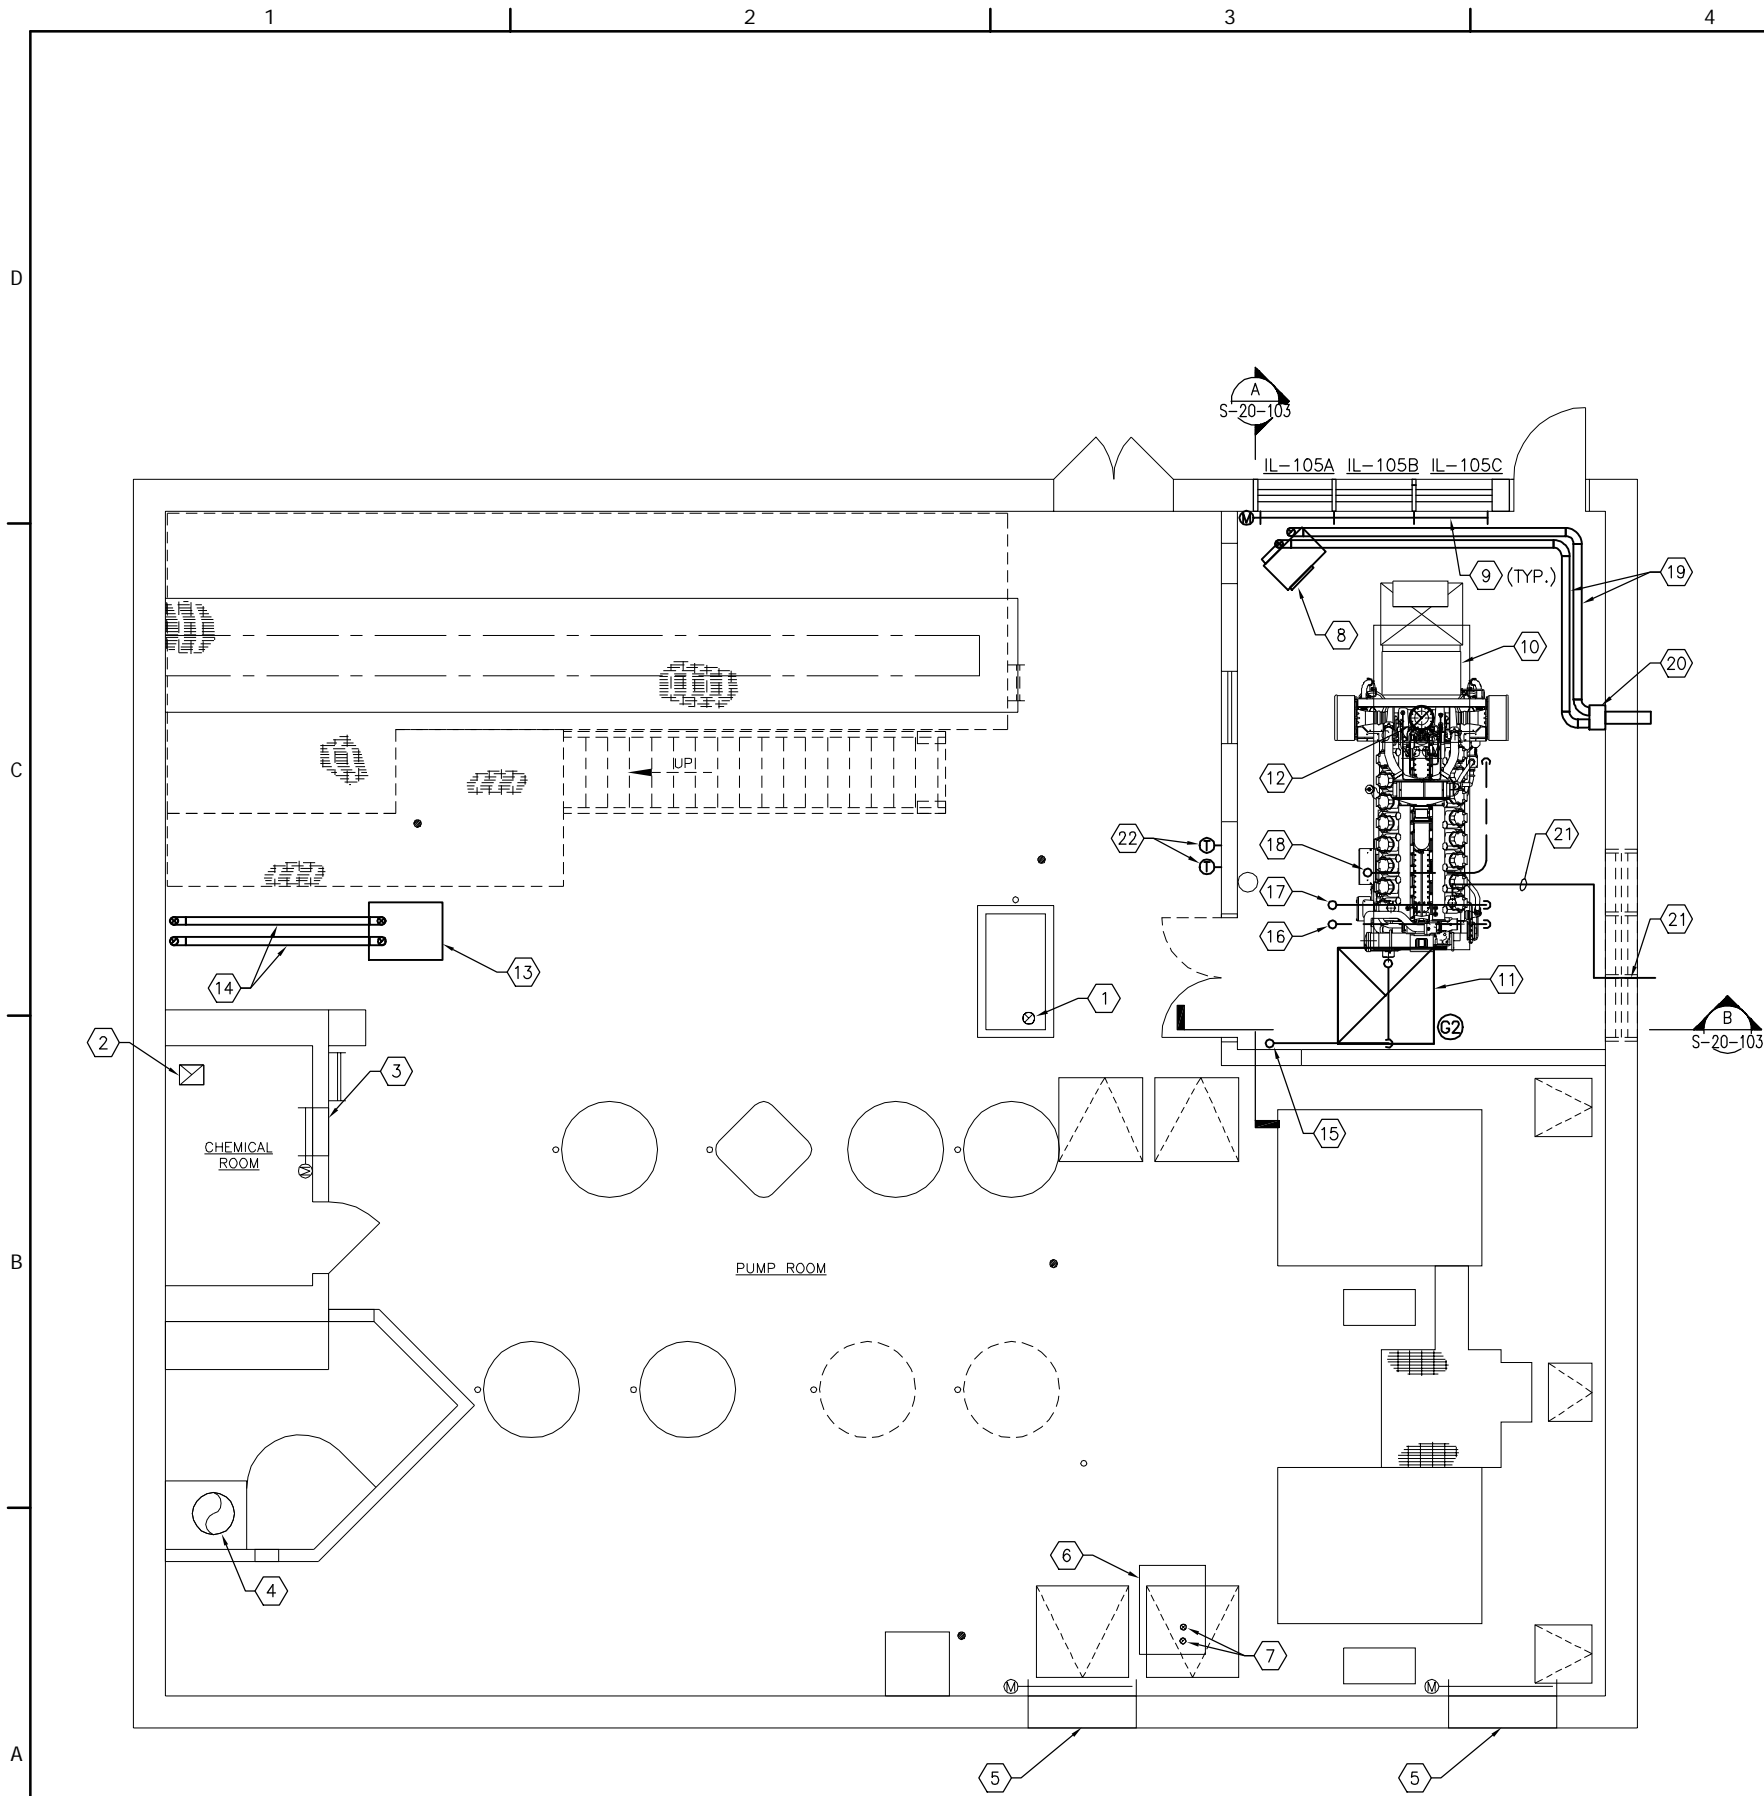 1 2 3 4
D
A
S-20-103
IL-105A IL-105B IL-105C
M
9 (TYP.)
19
8
10
20
C
UP
12
22
T
T
18
21
17
16
21
13
14
11
1
G2
B
S-20-103
2
3
15
CHEMICAL
ROOM
M
B
PUMP ROOM
6
4
7
M
M
A
5
5